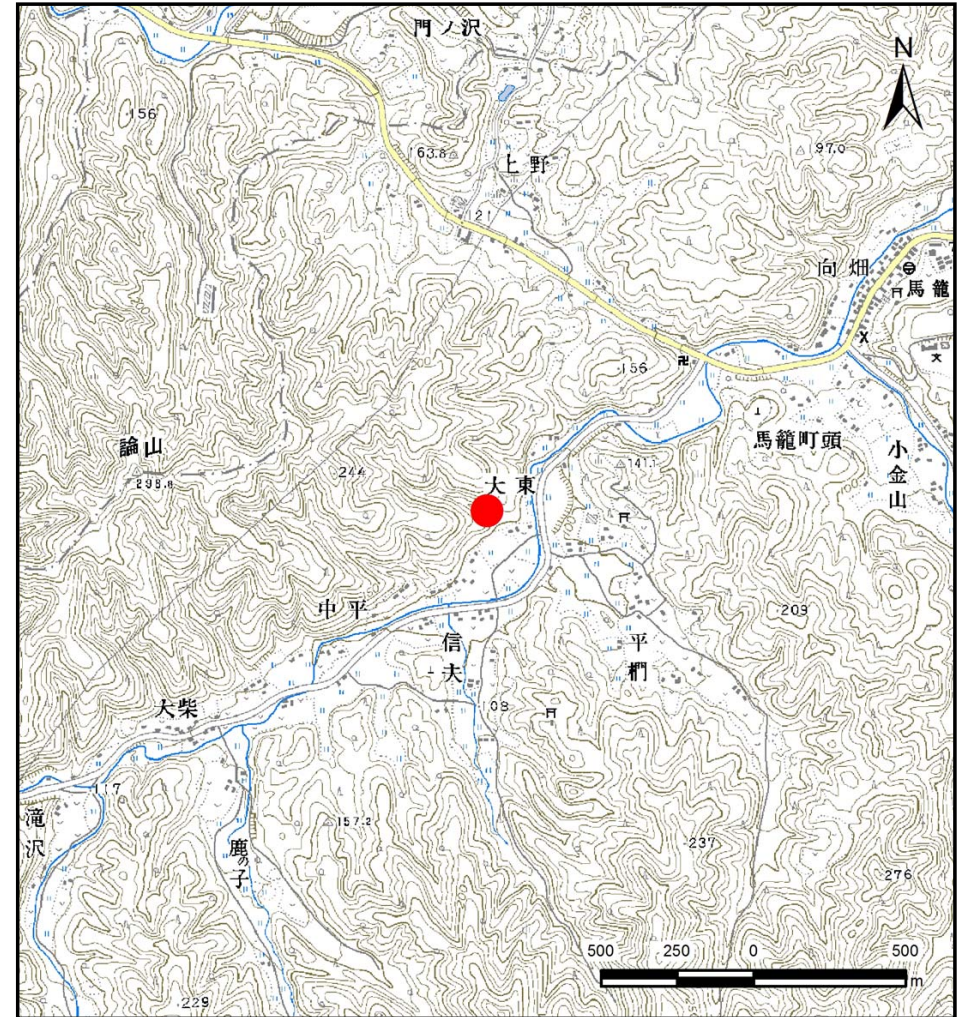 門ノ沢
N
156
163.8
上野
97.0
121
向畑
馬籠
156
馬籠町頭
小金山
論山
298.8
244
大東
141.1
中平
信夫
平椚
203
大柴
108
117
滝沢
157.2
鹿の子
237
276
229
500 250 0 500
m